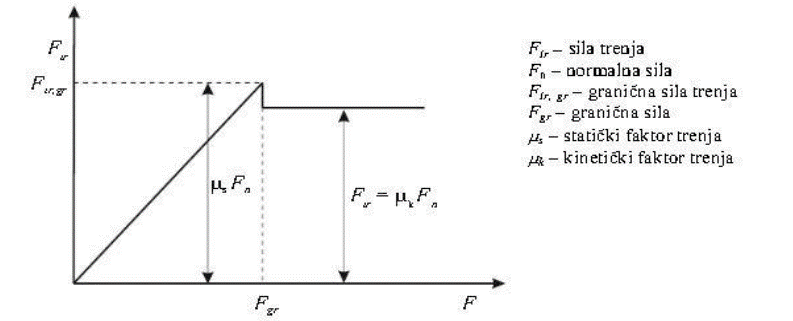 F_tr
F_tr,gr
μ_s F_n
F_tr = μ_k F_n
F_gr
F
F_tr – sila trenja
F_n – normalna sila
F_tr, gr – granična sila trenja
F_gr – granična sila
μ_s – statički faktor trenja
μ_k – kinetički faktor trenja